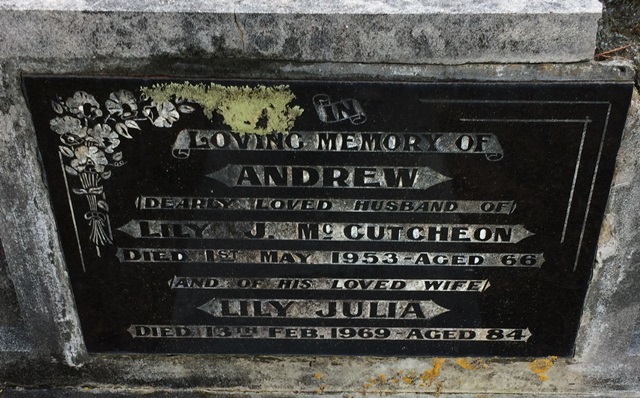 IN
LOVING MEMORY OF
ANDREW
DEARLY LOVED HUSBAND OF
LILY J. McCUTCHEON
DIED 1ST MAY 1953-AGED 66
AND OF HIS LOVED WIFE
LILY JULIA
DIED 13TH FEB. 1969-AGED 84